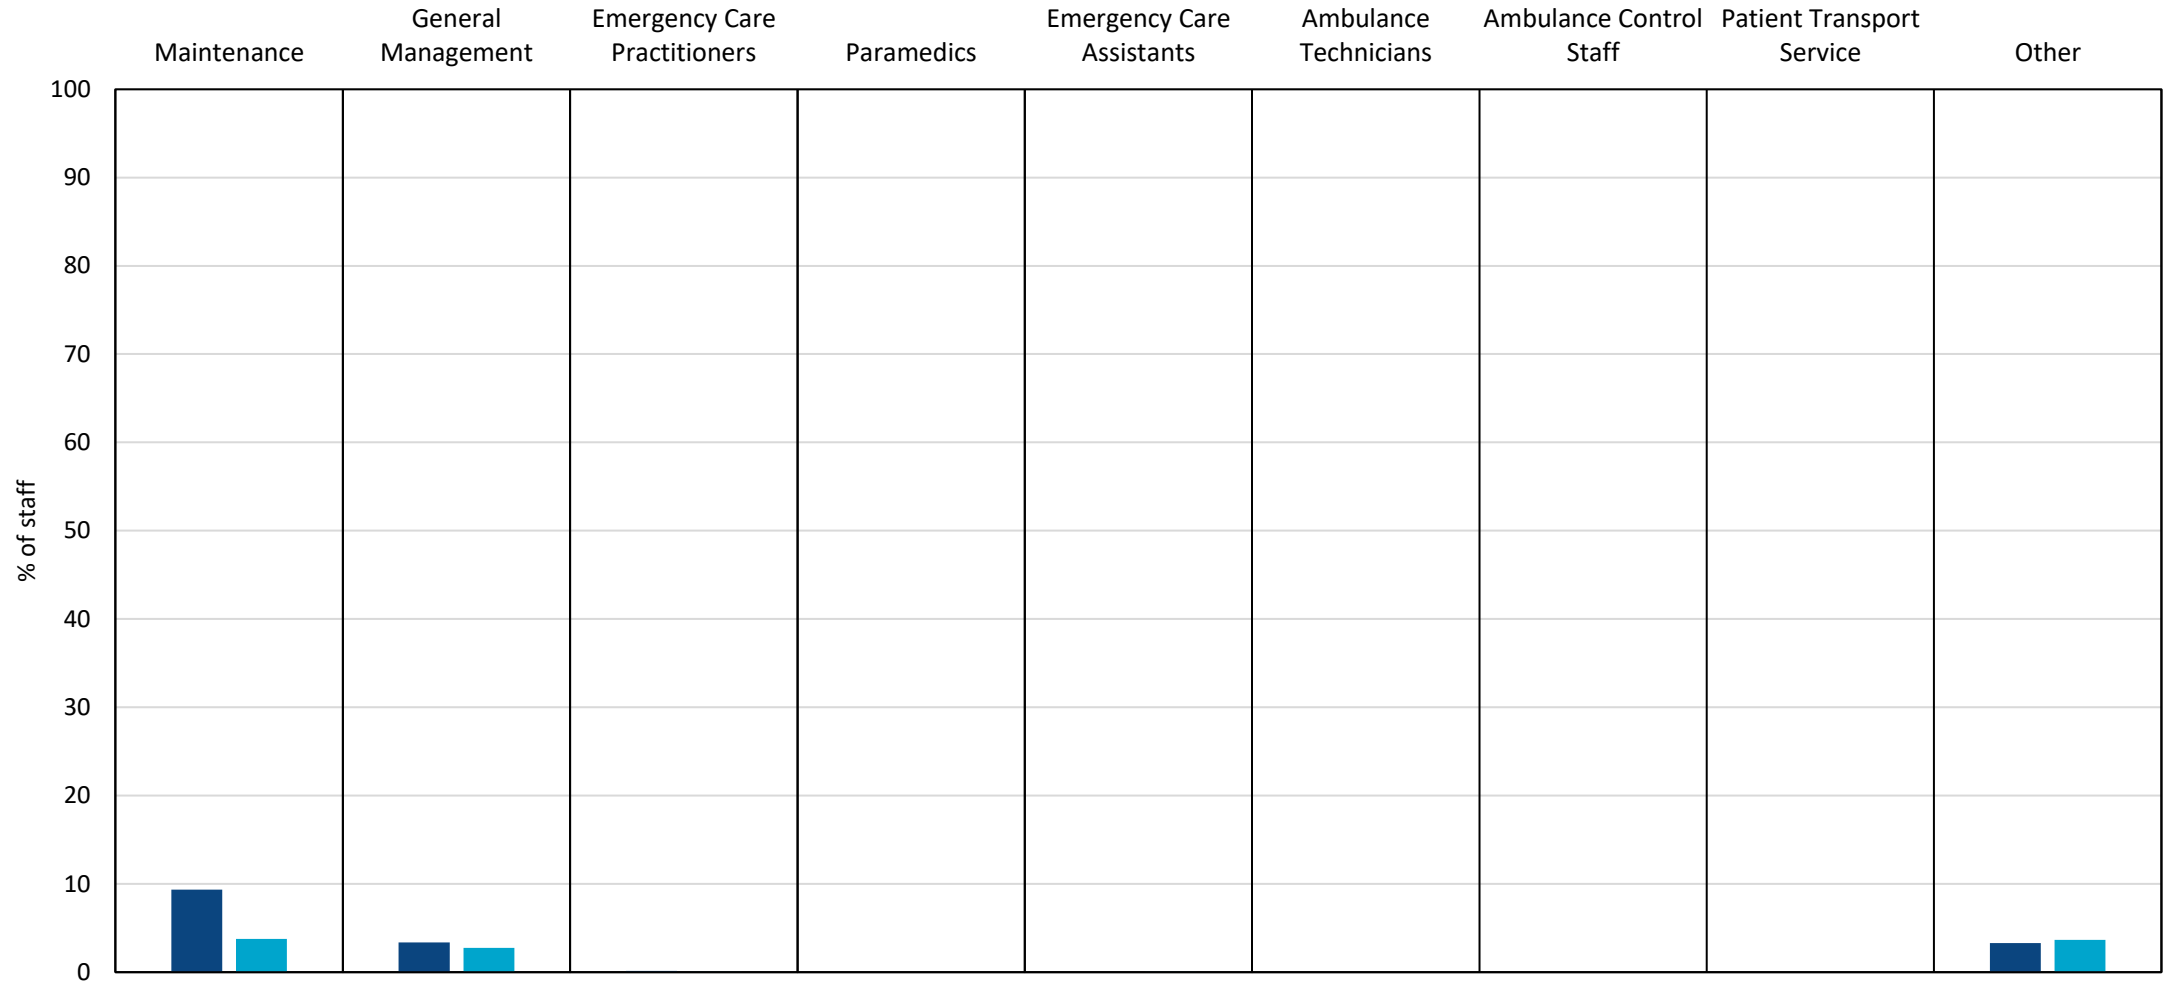 Maintenance
General
Management
Emergency Care
Practitioners
Paramedics
Emergency Care
Assistants
Ambulance
Technicians
Ambulance Control
Staff
Patient Transport
Service
Other
% of staff
100
90
80
70
60
50
40
30
20
10
0